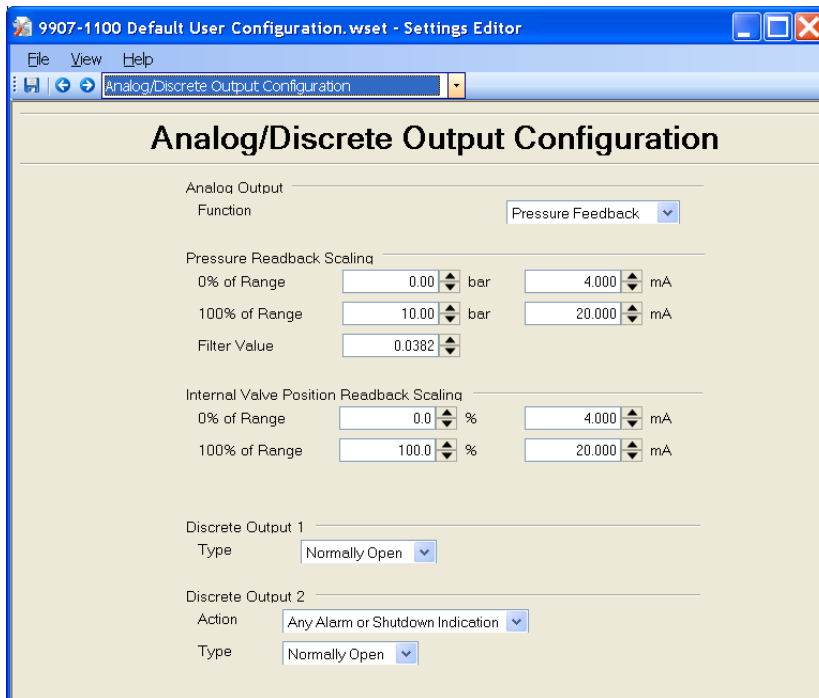 9907-1100 Default User Configuration.wset - Settings Editor
File View Help
Analog/Discrete Output Configuration
Analog/Discrete Output Configuration
Analog Output
Function Pressure Feedback
Pressure Readback Scaling
0% of Range 0.00 bar 4.000 mA
100% of Range 10.00 bar 20.000 mA
Filter Value 0.0382
Internal Valve Position Readback Scaling
0% of Range 0.0 % 4.000 mA
100% of Range 100.0 % 20.000 mA
Discrete Output 1
Type Normally Open
Discrete Output 2
Action Any Alarm or Shutdown Indication
Type Normally Open